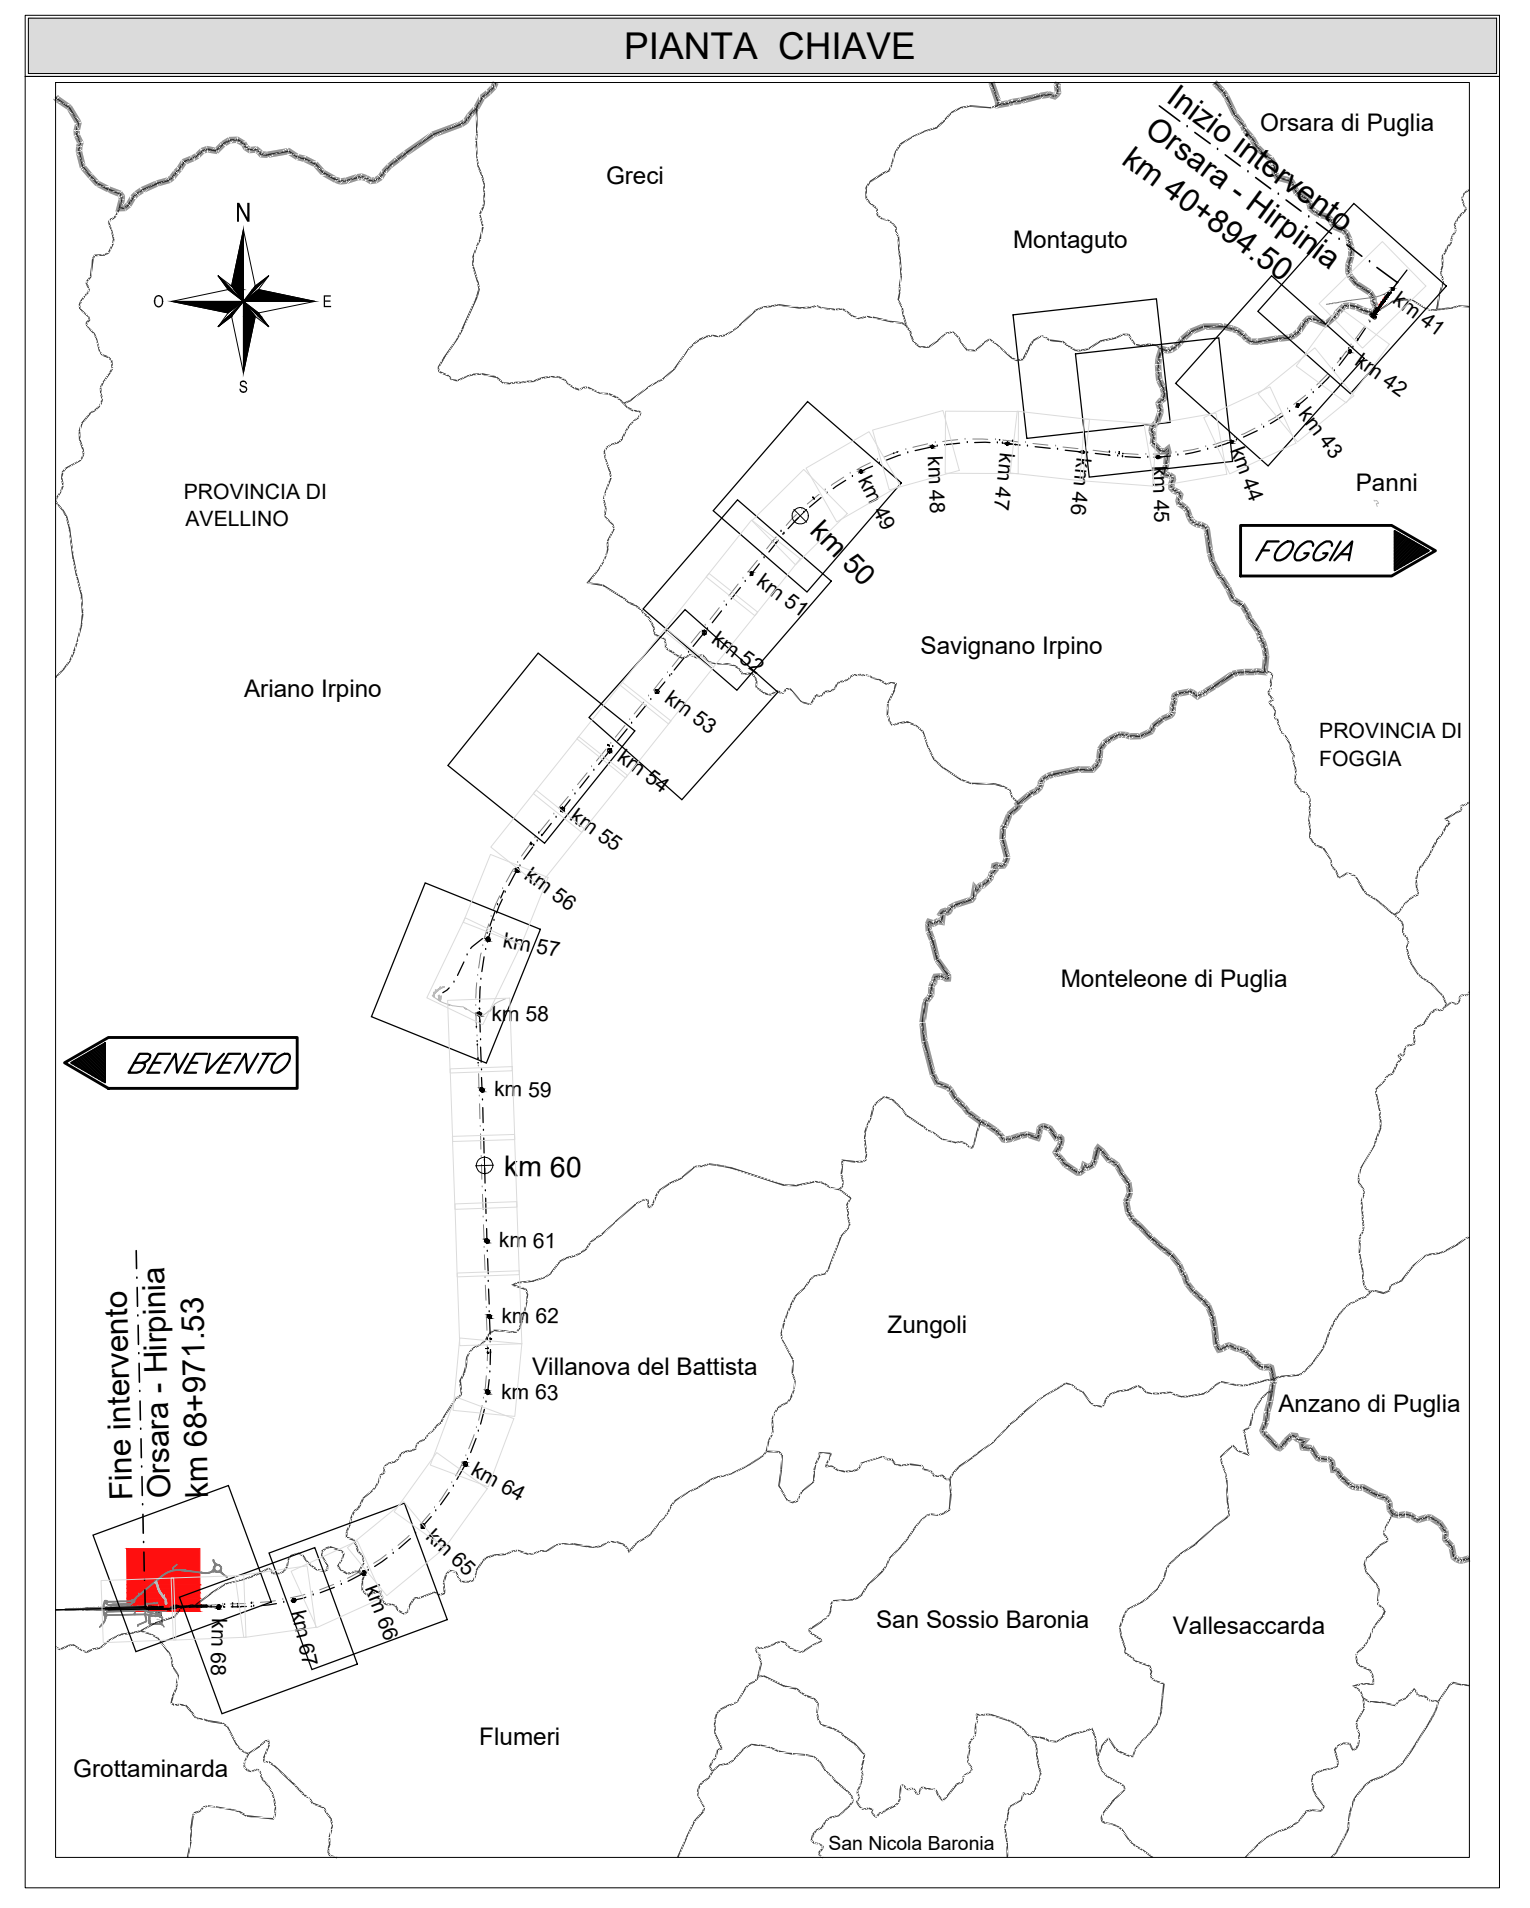 PIANTA CHIAVE
Orsara di Puglia
Inizio intervento
Orsara - Hirpinia
km 40+894.50
Greci
Montaguto
N
O
E
S
km 41
km 42
km 43
km 44
km 45
km 46
km 47
km 48
km 49
km 50
Panni
?
FOGGIA
PROVINCIA DI
AVELLINO
km 51
km 52
km 53
km 54
km 55
km 56
km 57
km 58
km 59
km 60
km 61
km 62
km 63
km 64
km 65
km 66
km 67
km 68
Savignano Irpino
Ariano Irpino
PROVINCIA DI
FOGGIA
Monteleone di Puglia
BENEVENTO
Fine intervento
Orsara - Hirpinia
km 68+971.53
Zungoli
Villanova del Battista
Anzano di Puglia
San Sossio Baronia
Vallesaccarda
Flumeri
Grottaminarda
San Nicola Baronia